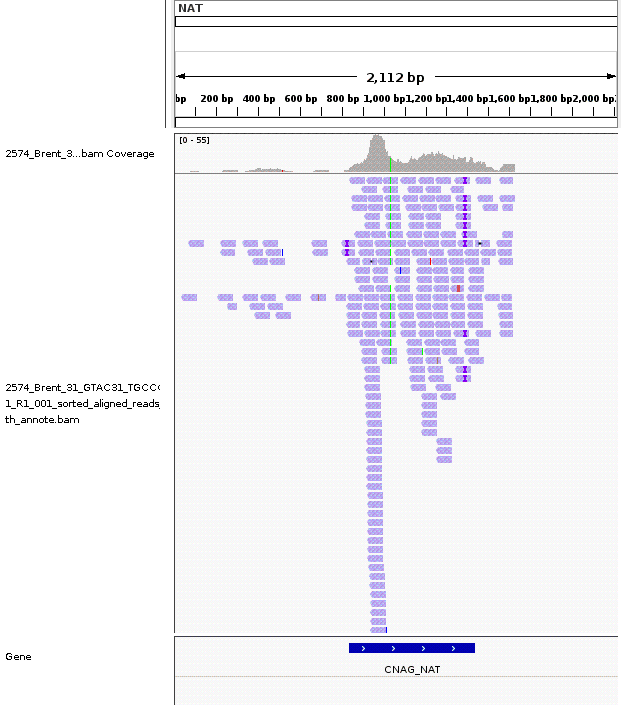 NAT
2,112 bp
bp 200 bp 400 bp 600 bp 800 bp 1,000 bp 1,200 bp 1,400 bp 1,600 bp 1,800 bp 2,000 bp
[0 - 55]
2574_Brent_3...bam Coverage
2574_Brent_31_GTAC31_TGCC
1_R1_001_sorted_aligned_reads_
th_annote.bam
Gene
CNAG_NAT